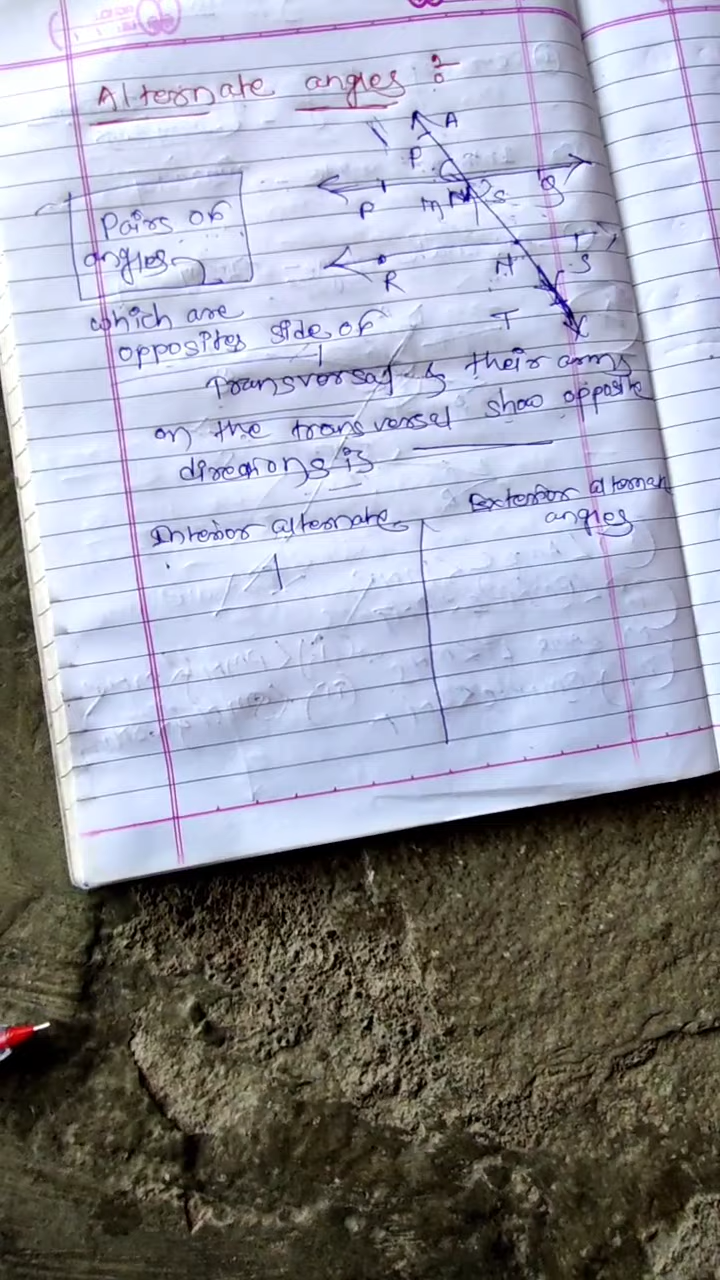 Alternate angles :-
A
P
P M N S Q
R H S
T
Pairs of
angles
which are
opposites side of
Transversal & their arms
on the transversal show opposite
directions is
Interior alternate
Exterior alternate
angles